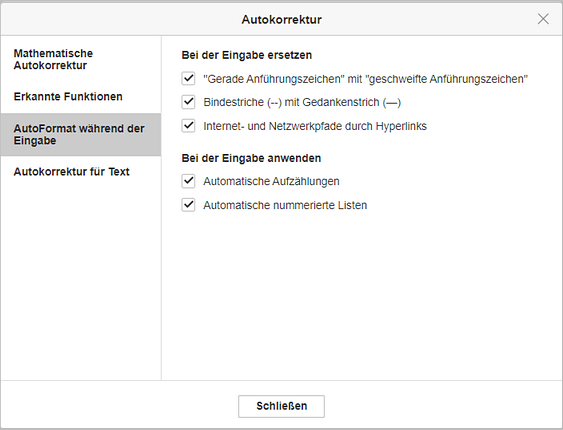 Autokorrektur
Mathematische
Autokorrektur
Erkannte Funktionen
AutoFormat während der
Eingabe
Autokorrektur für Text
Bei der Eingabe ersetzen
"Gerade Anführungszeichen" mit "geschweifte Anführungszeichen"
Bindestriche (--) mit Gedankenstrich (—)
Internet- und Netzwerkpfade durch Hyperlinks
Bei der Eingabe anwenden
Automatische Aufzählungen
Automatische nummerierte Listen
Schließen